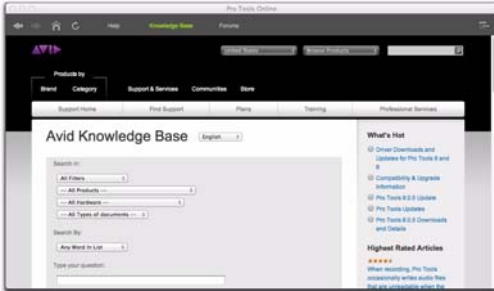 Pro Tools Online
Help
Knowledge Base
Forums
AVID
United States
Browse Products
Products by
Brand
Category
Support & Services
Communities
Store
Support Home
Find Support
Plans
Training
Professional Services
Avid Knowledge Base
English
Search in:
All Filters
--- All Products ---
--- All Hardware ---
--- All Types of documents ---
Search By:
Any Word In List
Type your question:
What's Hot
Driver Downloads and
Updates for Pro Tools 8 and
9
Compatibility & Upgrade
Information
Pro Tools 9.0.5 Update
Pro Tools Updates
Pro Tools 8.0.5 Downloads
and Details
Highest Rated Articles
When recording, Pro Tools
occasionally writes audio files
that are unreadable when the